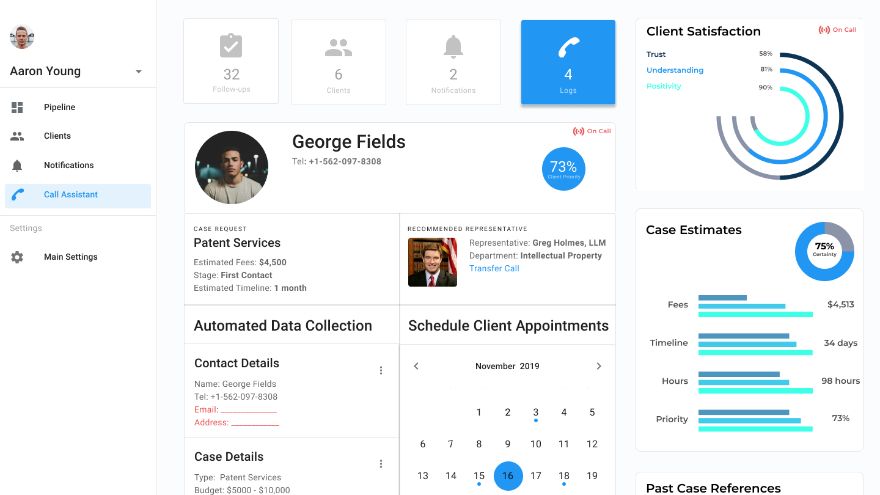 Aaron Young
Pipeline
Clients
Notifications
Call Assistant
Settings
Main Settings
32
Follow-ups
6
Clients
2
Notifications
4
Logs
George Fields
Tel: +1-562-097-8308
On Call
73%
Client Priority
CASE REQUEST
Patent Services
Estimated Fees: $4,500
Stage: First Contact
Estimated Timeline: 1 month
RECOMMENDED REPRESENTATIVE
Representative: Greg Holmes, LLM
Department: Intellectual Property
Transfer Call
Automated Data Collection
Contact Details
Name: George Fields
Tel: +1-562-097-8308
Email: ____________
Address: __________
Case Details
Type: Patent Services
Budget: $5000 - $10,000
Schedule Client Appointments
November 2019
1 2 3 4 5
6 7 8 9 10 11 12
13 14 15 16 17 18 19
Client Satisfaction
On Call
Trust 58%
Understanding 81%
Positivity 90%
Case Estimates
75%
Certainty
Fees $4,513
Timeline 34 days
Hours 98 hours
Priority 73%
Past Case References